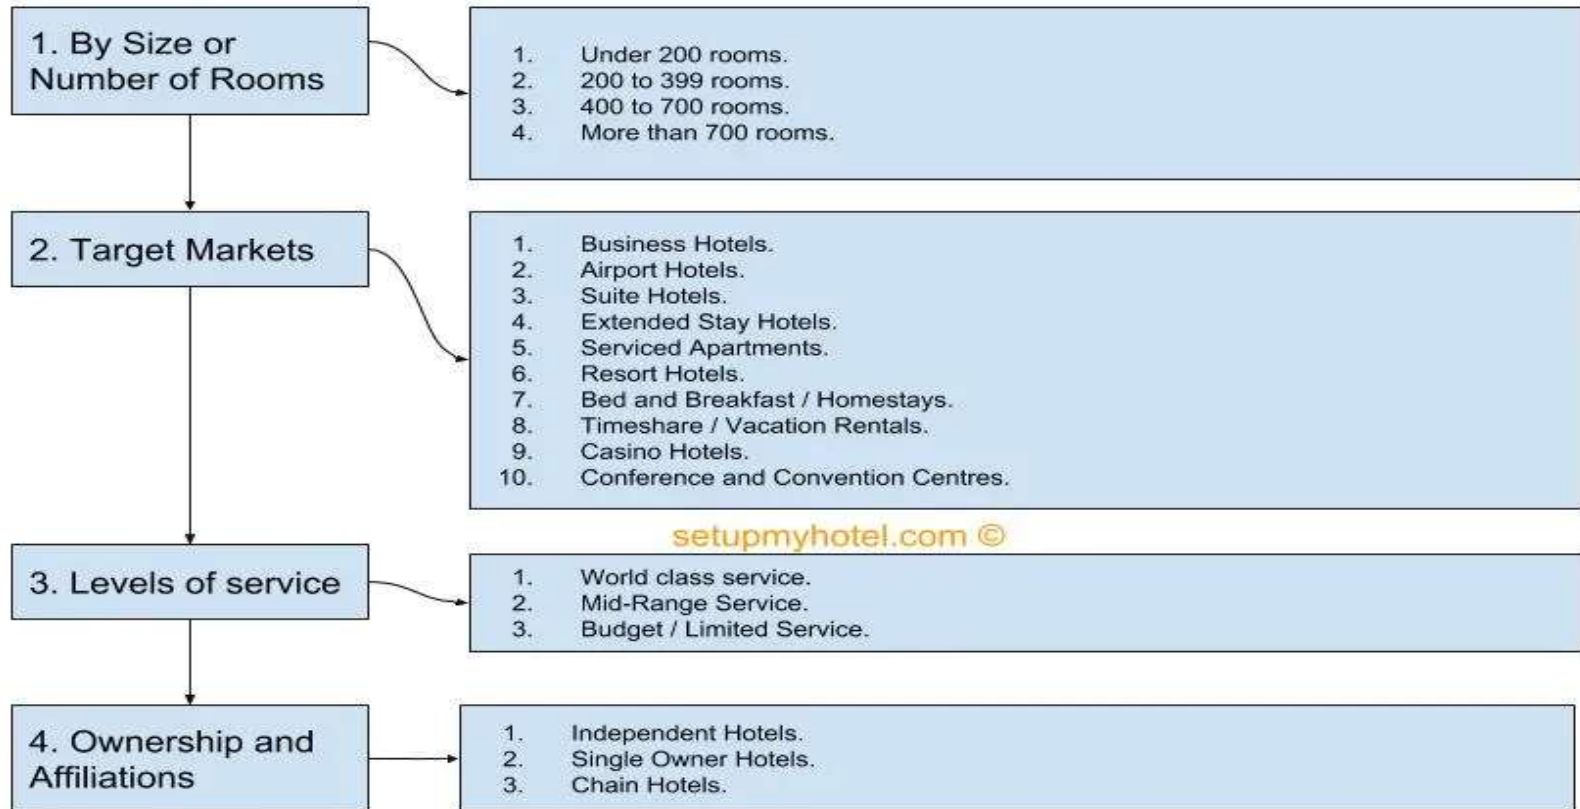 1. By Size or
Number of Rooms
1. Under 200 rooms.
2. 200 to 399 rooms.
3. 400 to 700 rooms.
4. More than 700 rooms.
2. Target Markets
1. Business Hotels.
2. Airport Hotels.
3. Suite Hotels.
4. Extended Stay Hotels.
5. Serviced Apartments.
6. Resort Hotels.
7. Bed and Breakfast / Homestays.
8. Timeshare / Vacation Rentals.
9. Casino Hotels.
10. Conference and Convention Centres.
setupmyhotel.com ©
3. Levels of service
1. World class service.
2. Mid-Range Service.
3. Budget / Limited Service.
4. Ownership and
Affiliations
1. Independent Hotels.
2. Single Owner Hotels.
3. Chain Hotels.